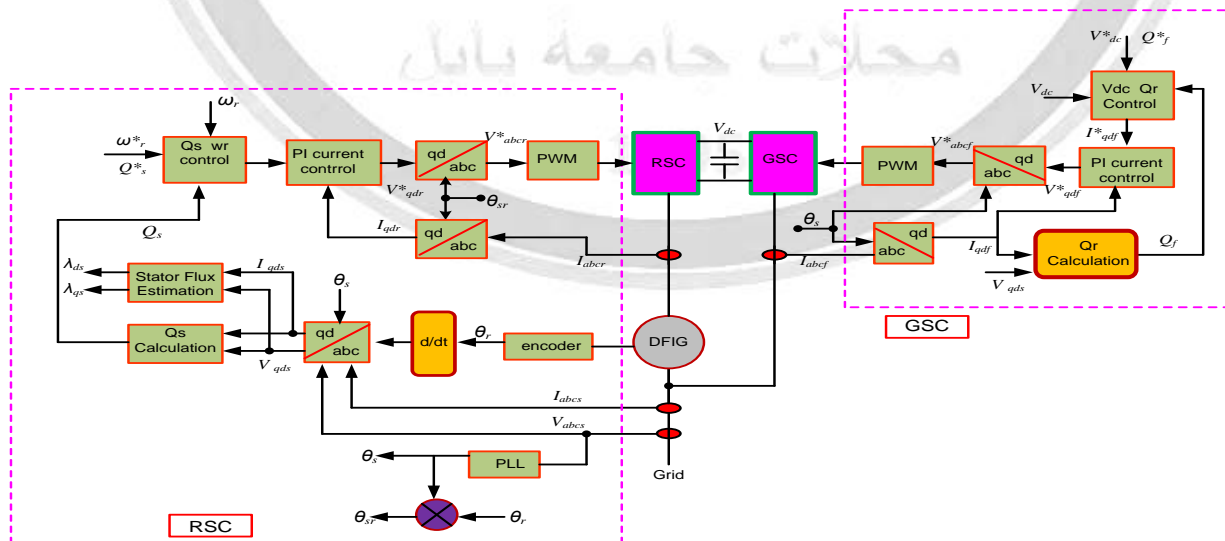 مجلات جامعة بابل
V*dc Q*f
Vdc
Vdc Qr
Control
I*qdf
ωr
ω*r
Q*s
Qs wr
control
PI current
contrrol
qd
abc
V*abcr
PWM
V*qdr
θsr
RSC
Vdc
GSC
PWM
V*abcf
qd
abc
V*qdf
PI current
control
Qs
Iqdr
qd
abc
Iabcr
θs
Iabcf
qd
abc
Iqdf
Qr
Calculation
Qf
V qds
GSC
λds
λqs
Stator Flux
Estimation
I qds
θs
Qs
Calculation
V qds
qd
abc
d/dt
θr
encoder
DFIG
Iabcs
Vabcs
θs
PLL
Grid
θsr
θr
RSC